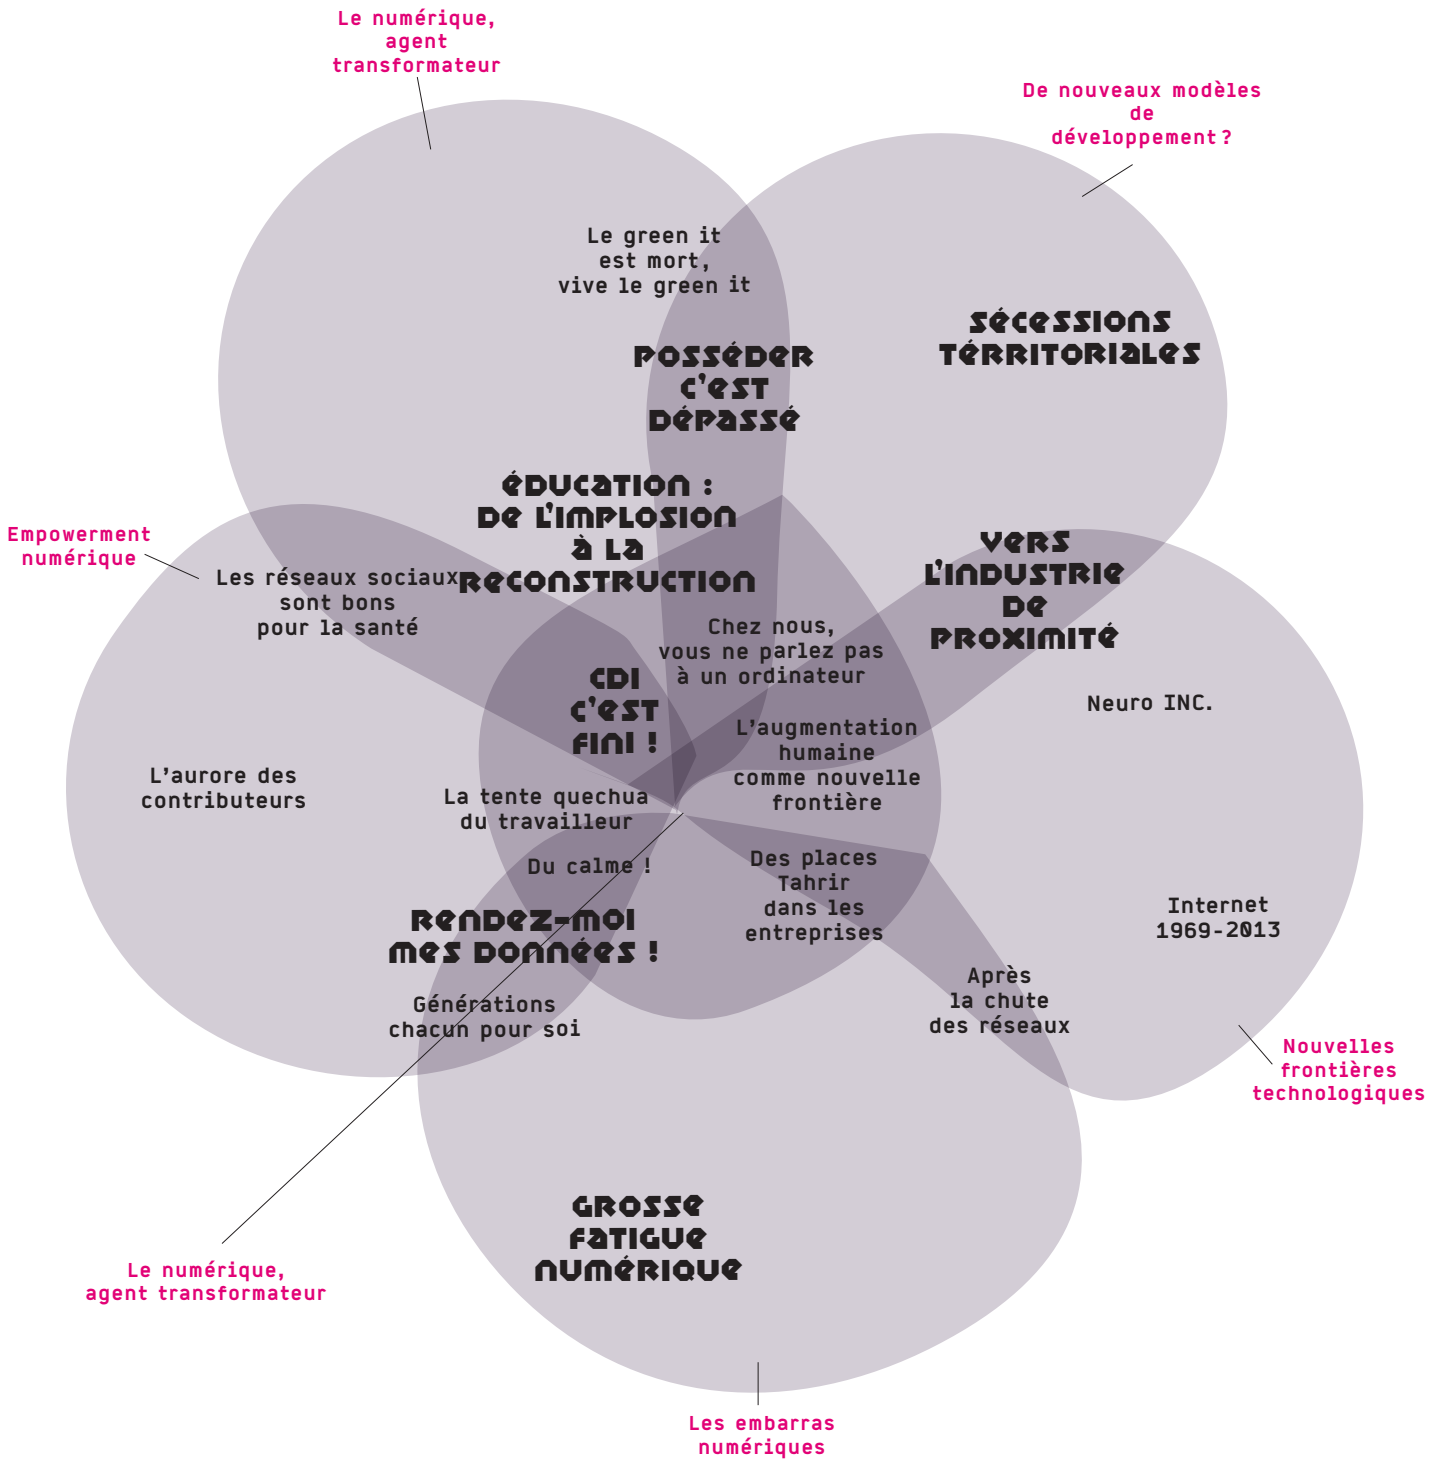 Le numérique,
agent
transformateur
De nouveaux modèles
de
développement ?
Le green it
est mort,
vive le green it
SÉCESSIONS
TÉRRITORIALES
POSSÉDER
C'EST
DÉPASSÉ
ÉDUCATION :
DE L'IMPLOSION
À LA
RECONSTRUCTION
Empowerment
numérique
Les réseaux sociaux
sont bons
pour la santé
VERS
L'INDUSTRIE
DE
PROXIMITÉ
Chez nous,
vous ne parlez pas
à un ordinateur
CDI
C'EST
FINI !
Neuro INC.
L'augmentation
humaine
comme nouvelle
frontière
L'aurore des
contributeurs
La tente quechua
du travailleur
Du calme !
Des places
Tahrir
dans les
entreprises
RENDEZ-MOI
MES DONNÉES !
Internet
1969-2013
Générations
chacun pour soi
Après
la chute
des réseaux
Nouvelles
frontières
technologiques
GROSSE
FATIGUE
NUMÉRIQUE
Le numérique,
agent transformateur
Les embarras
numériques